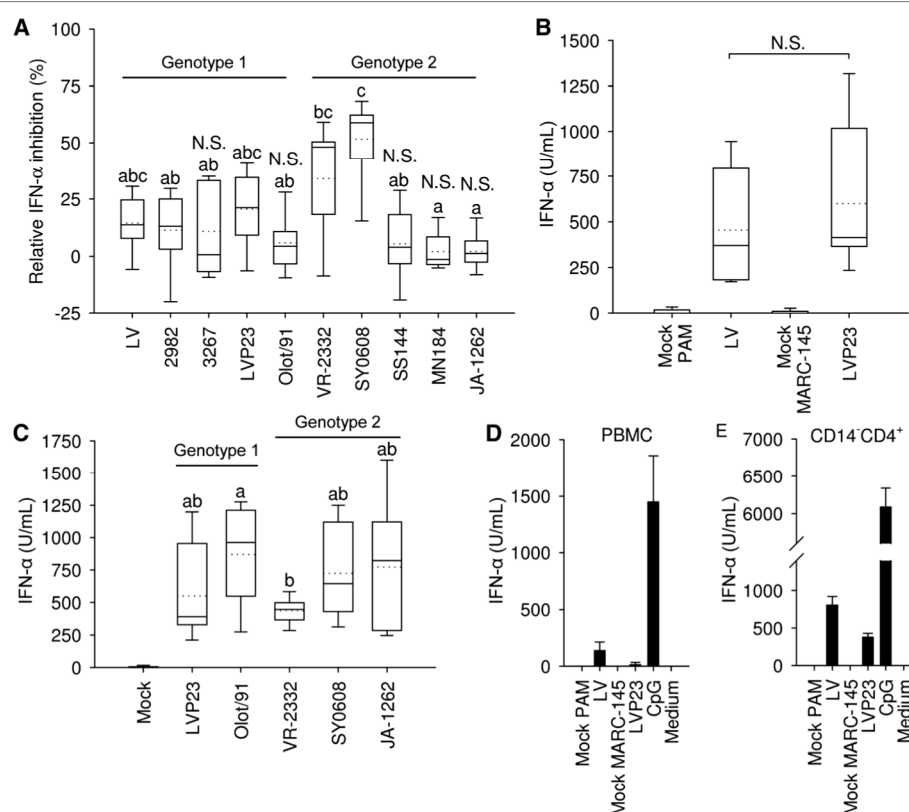 A
Relative IFN-α inhibition (%)
100
75
50
25
0
-25
Genotype 1
Genotype 2
abc
ab
N.S.
ab
abc
N.S.
ab
bc
c
N.S.
ab
N.S.
a
N.S.
a
LV
2982
3267
LVP23
Olot/91
VR-2332
SY0608
SS144
MN184
JA-1262
B
IFN-α (U/mL)
1500
1250
1000
750
500
250
0
N.S.
Mock
PAM
LV
Mock
MARC-145
LVP23
C
IFN-α (U/mL)
1750
1500
1250
1000
750
500
250
0
Genotype 1
Genotype 2
ab
a
b
ab
ab
Mock
LVP23
Olot/91
VR-2332
SY0608
JA-1262
D
PBMC
IFN-α (U/mL)
2000
1500
1000
500
0
Mock PAM
LV
Mock MARC-145
LVP23
CpG
Medium
E
CD14⁻CD4⁺
IFN-α (U/mL)
7000
6500
6000
1000
500
0
Mock PAM
LV
Mock MARC-145
LVP23
CpG
Medium